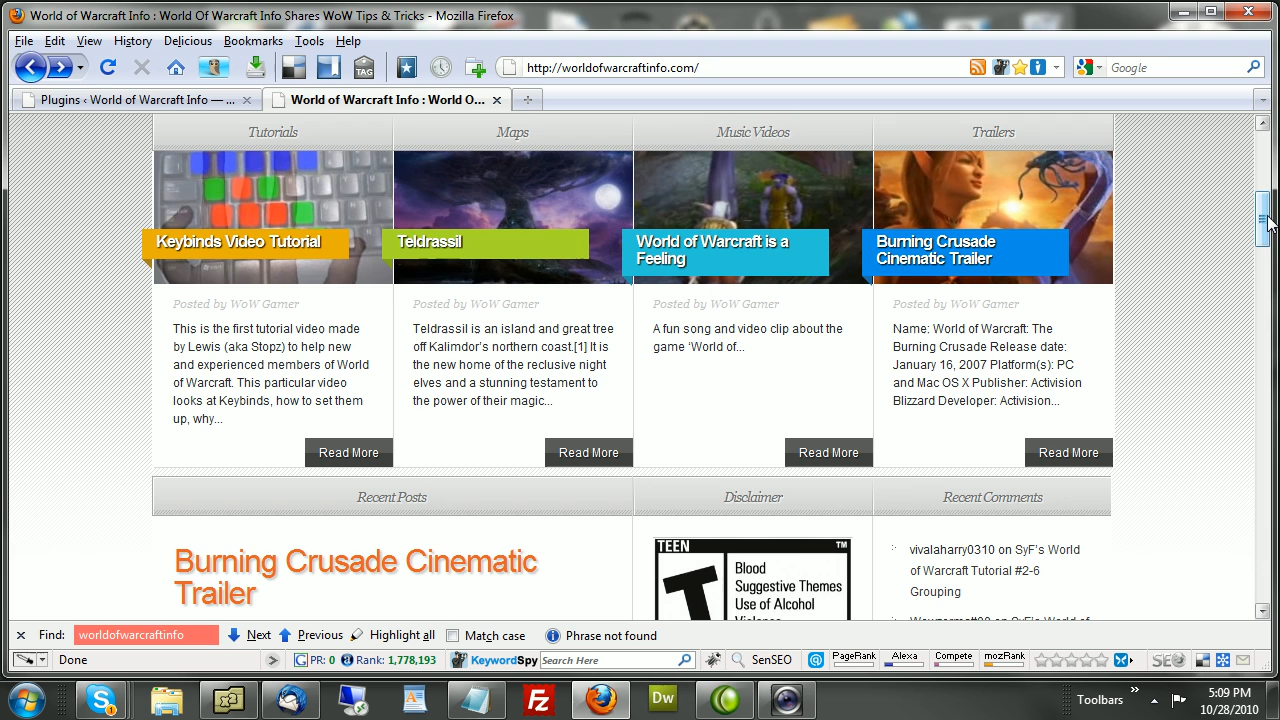 World of Warcraft Info : World Of Warcraft Info Shares WoW Tips & Tricks - Mozilla Firefox
File Edit View History Delicious Bookmarks Tools Help
TAG http://worldofwarcraftinfo.com/ Google
Plugins ‹ World of Warcraft Info — ... World of Warcraft Info : World O...
Tutorials Maps Music Videos Trailers
Keybinds Video Tutorial
Teldrassil
World of Warcraft is a
Feeling
Burning Crusade
Cinematic Trailer
Posted by WoW Gamer
This is the first tutorial video made
by Lewis (aka Stopz) to help new
and experienced members of World
of Warcraft. This particular video
looks at Keybinds, how to set them
up, why...
Read More
Posted by WoW Gamer
Teldrassil is an island and great tree
off Kalimdor's northern coast.[1] It is
the new home of the reclusive night
elves and a stunning testament to
the power of their magic...
Read More
Posted by WoW Gamer
A fun song and video clip about the
game ‘World of...
Read More
Posted by WoW Gamer
Name: World of Warcraft: The
Burning Crusade Release date:
January 16, 2007 Platform(s): PC
and Mac OS X Publisher: Activision
Blizzard Developer: Activision...
Read More
Recent Posts Disclaimer Recent Comments
Burning Crusade Cinematic
Trailer
TEEN TM
T
Blood
Suggestive Themes
Use of Alcohol
Violence
vivalaharry0310 on SyF's World
of Warcraft Tutorial #2-6
Grouping
Find: worldofwarcraftinfo Next Previous Highlight all Match case Phrase not found
Done PR: 0 Rank: 1,778,193 KeywordSpy Search Here SenSEO PageRank Alexa Compete mozRank SEO
Dw Toolbars 5:09 PM
10/28/2010